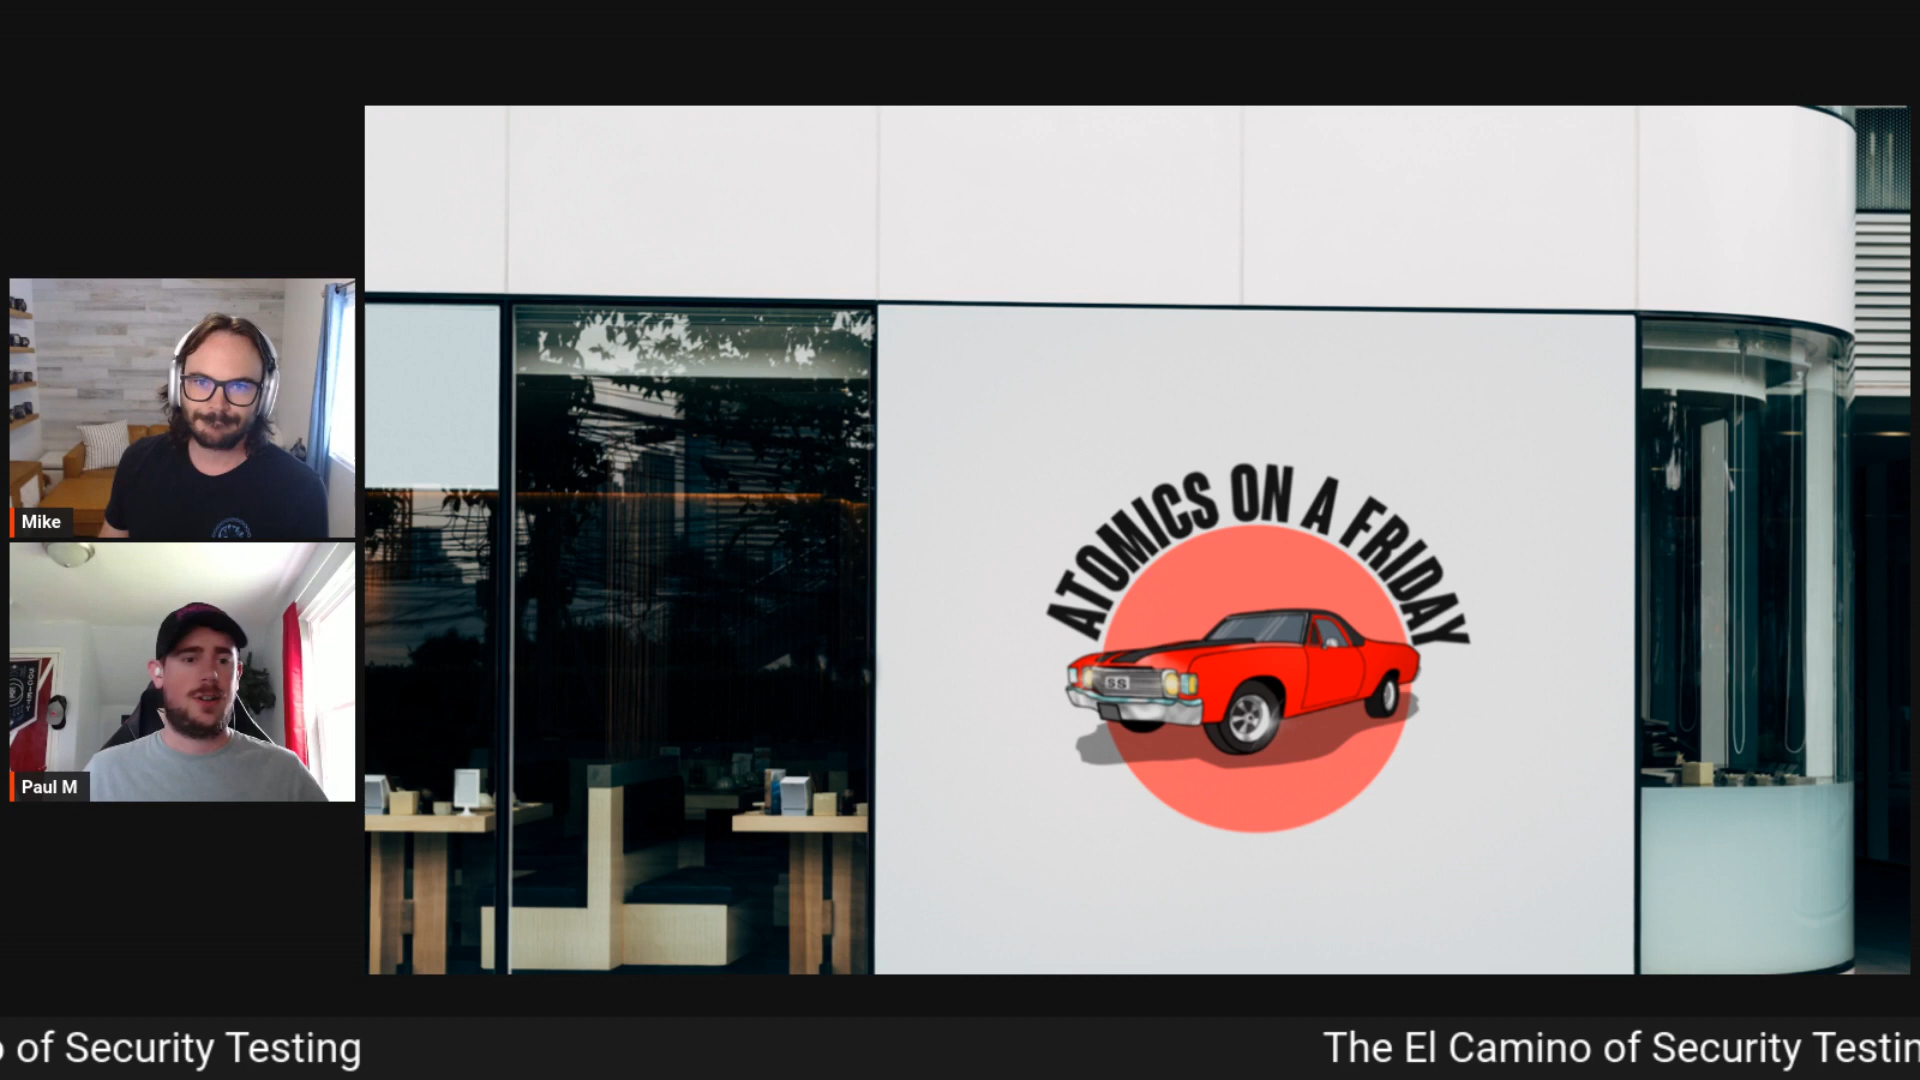 Mike
Paul M
ATOMICS ON A FRIDAY
SS
of Security Testing
The El Camino of Security Testin